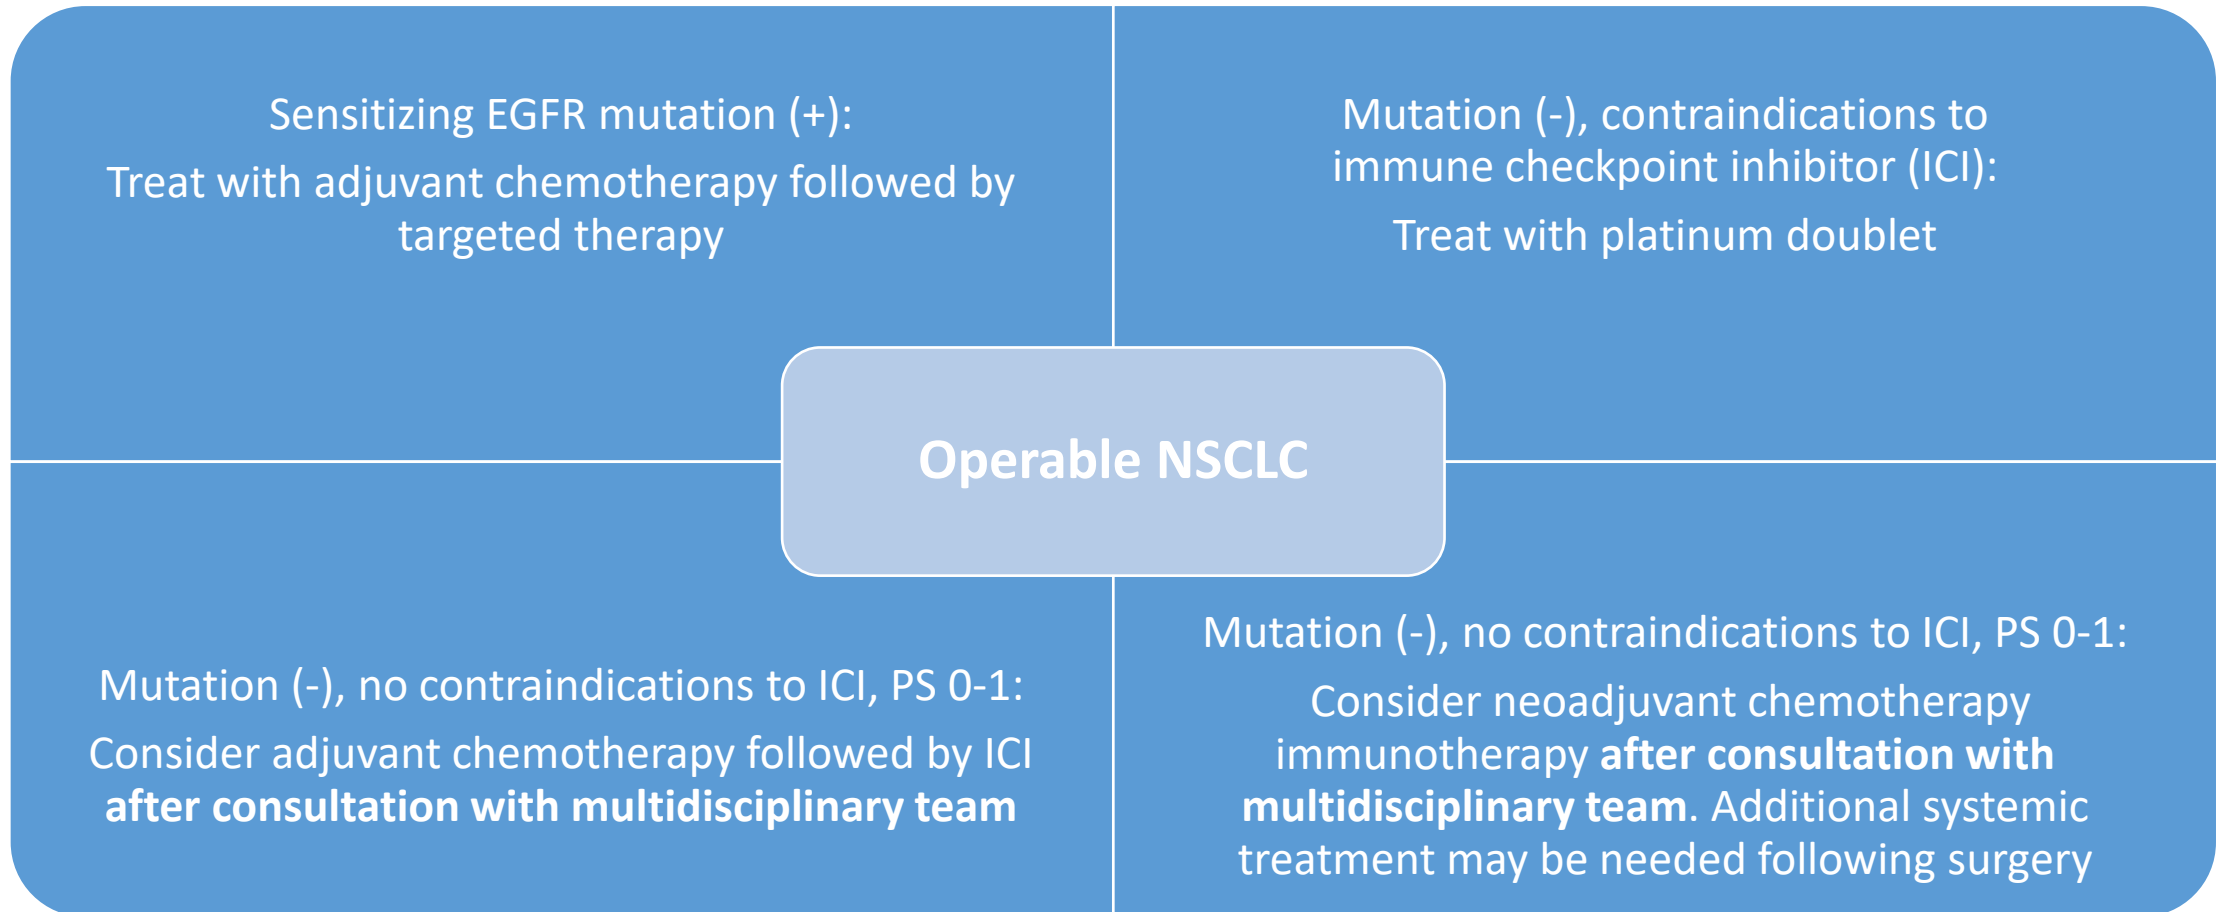 Sensitizing EGFR mutation (+):
Treat with adjuvant chemotherapy followed by
targeted therapy
Mutation (-), contraindications to
immune checkpoint inhibitor (ICI):
Treat with platinum doublet
Operable NSCLC
Mutation (-), no contraindications to ICI, PS 0-1:
Consider adjuvant chemotherapy followed by ICI
after consultation with multidisciplinary team
Mutation (-), no contraindications to ICI, PS 0-1:
Consider neoadjuvant chemotherapy
immunotherapy after consultation with
multidisciplinary team. Additional systemic
treatment may be needed following surgery